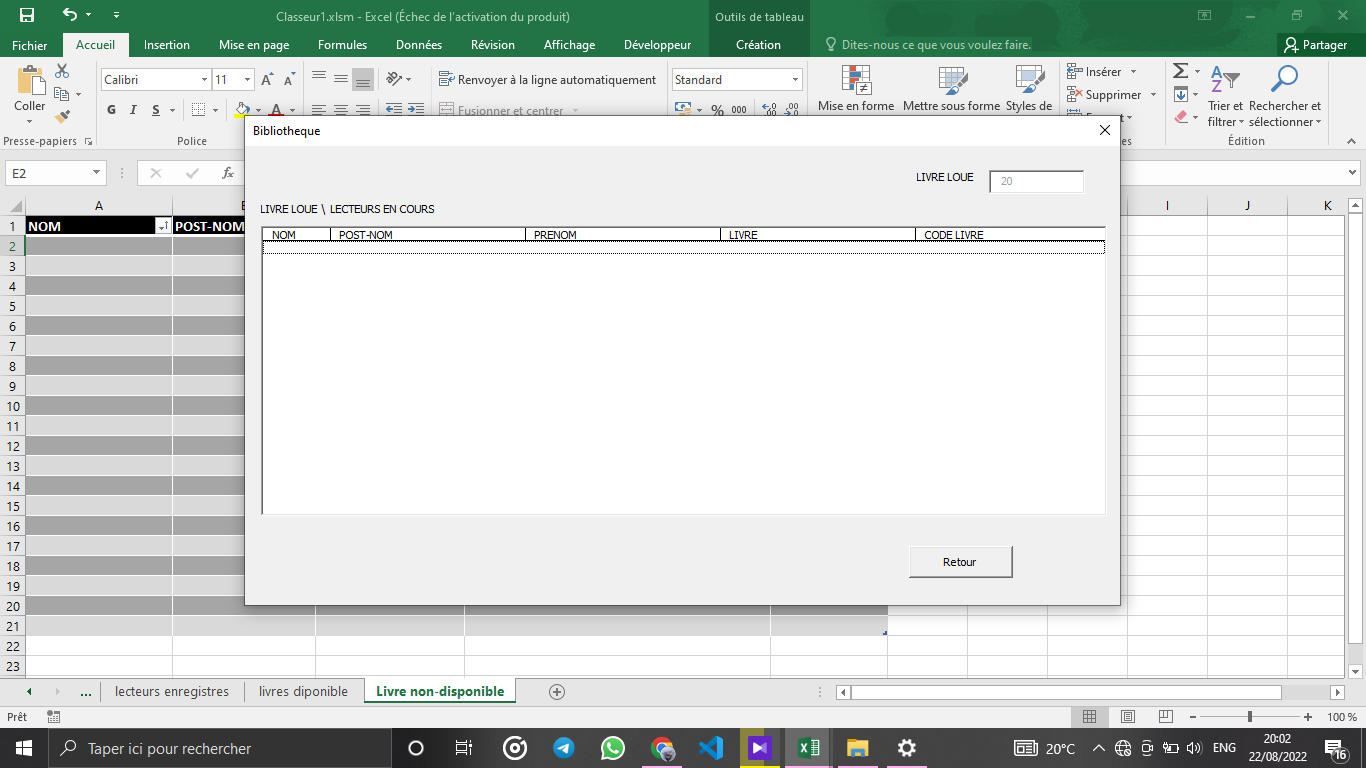 Classeur1.xlsm - Excel (Échec de l'activation du produit)
Outils de tableau
Fichier Accueil Insertion Mise en page Formules Données Révision Affichage Développeur Création Dites-nous ce que vous voulez faire. Partager
Coller
Calibri 11
Renvoyer à la ligne automatiquement
Standard
Insérer
G I S
Fusionner et centrer
% 000
Mise en forme Mettre sous forme Styles de
Supprimer
Trier et Rechercher et
filtrer sélectionner
Presse-papiers Police Édition
Bibliotheque
E2
fx
LIVRE LOUE 20
LIVRE LOUE \ LECTEURS EN COURS
NOM POST-NOM PRENOM LIVRE CODE LIVRE
Retour
A I J K
1 NOM POST-NOM
2
3
4
5
6
7
8
9
10
11
12
13
14
15
16
17
18
19
20
21
22
23
... lecteurs enregistres livres diponible Livre non-disponible
Prêt 100 %
Taper ici pour rechercher
20°C ENG 20:02
22/08/2022 16